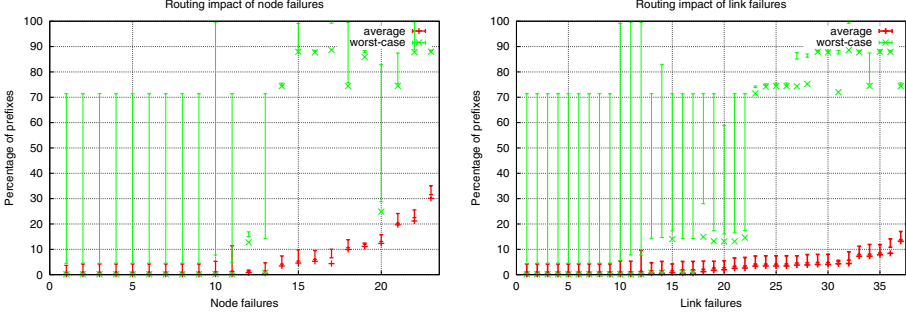 Routing impact of node failures
100
90
80
70
60
50
40
30
20
10
0
Percentage of prefixes
average
worst-case
0 5 10 15 20
Node failures
Routing impact of link failures
100
90
80
70
60
50
40
30
20
10
0
Percentage of prefixes
average
worst-case
0 5 10 15 20 25 30 35
Link failures